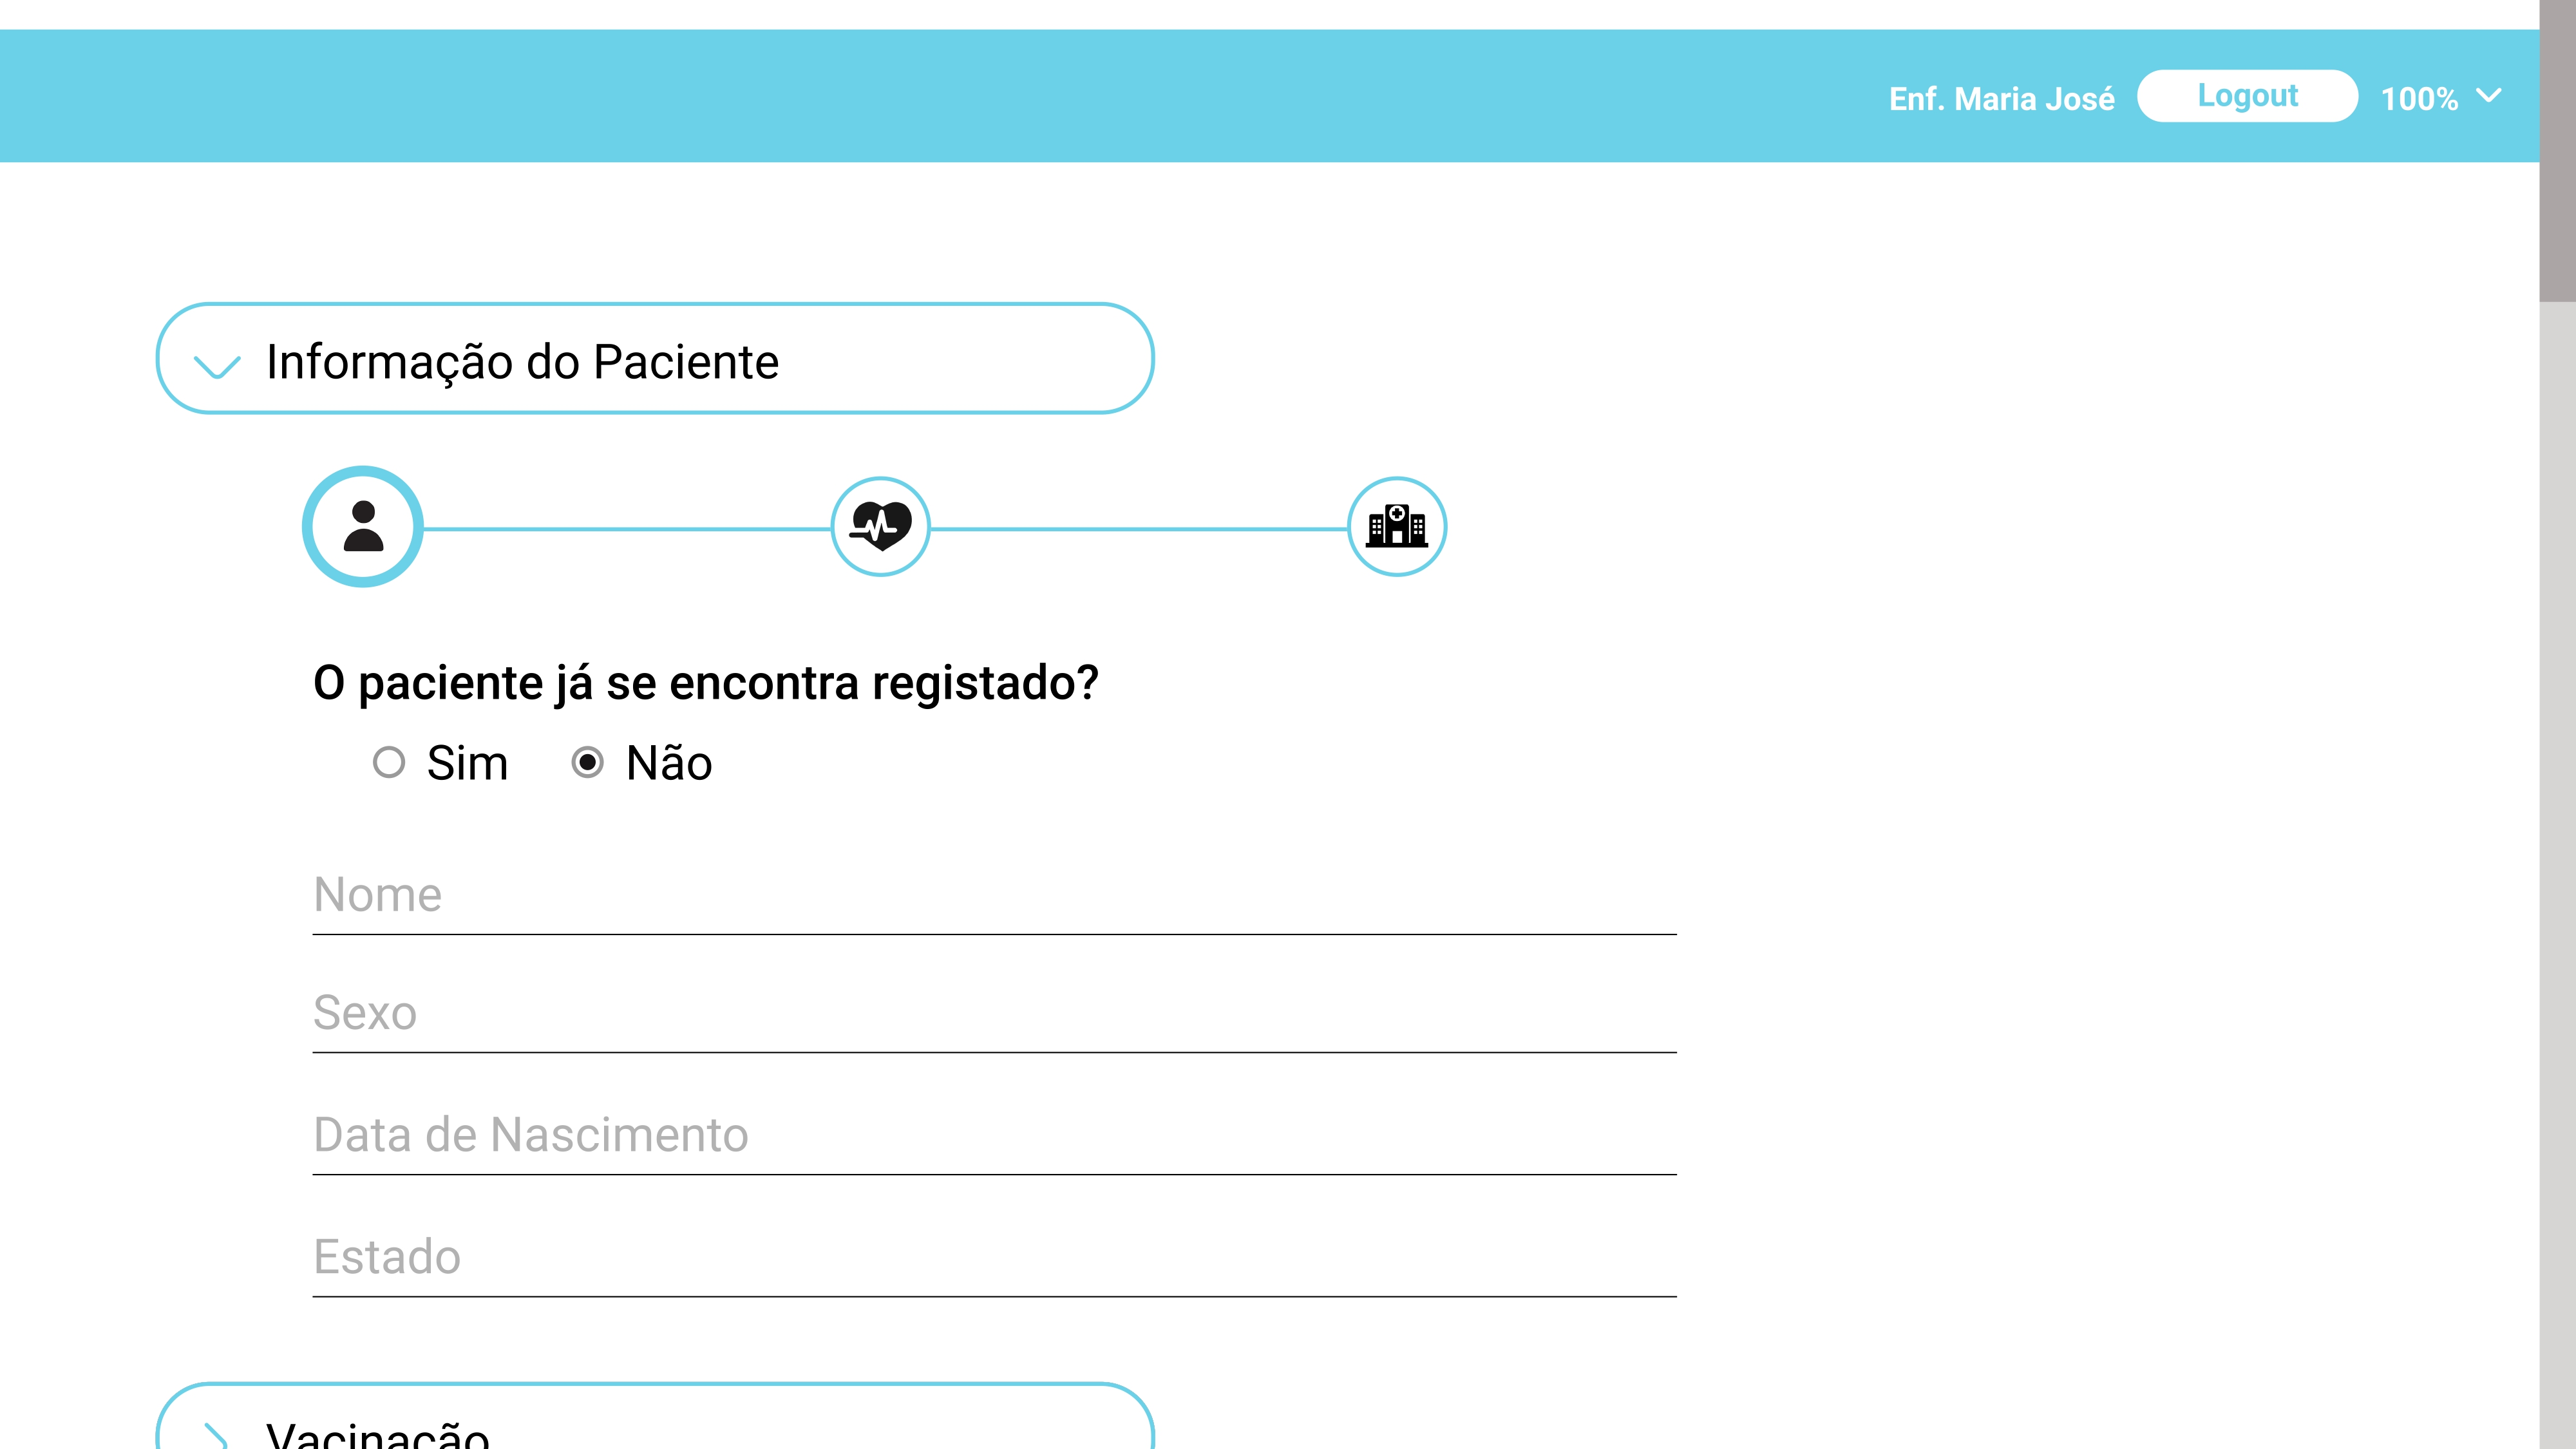 Enf. Maria José Logout 100%
Informação do Paciente
O paciente já se encontra registado?
Sim Não
Nome
Sexo
Data de Nascimento
Estado
Vacinação